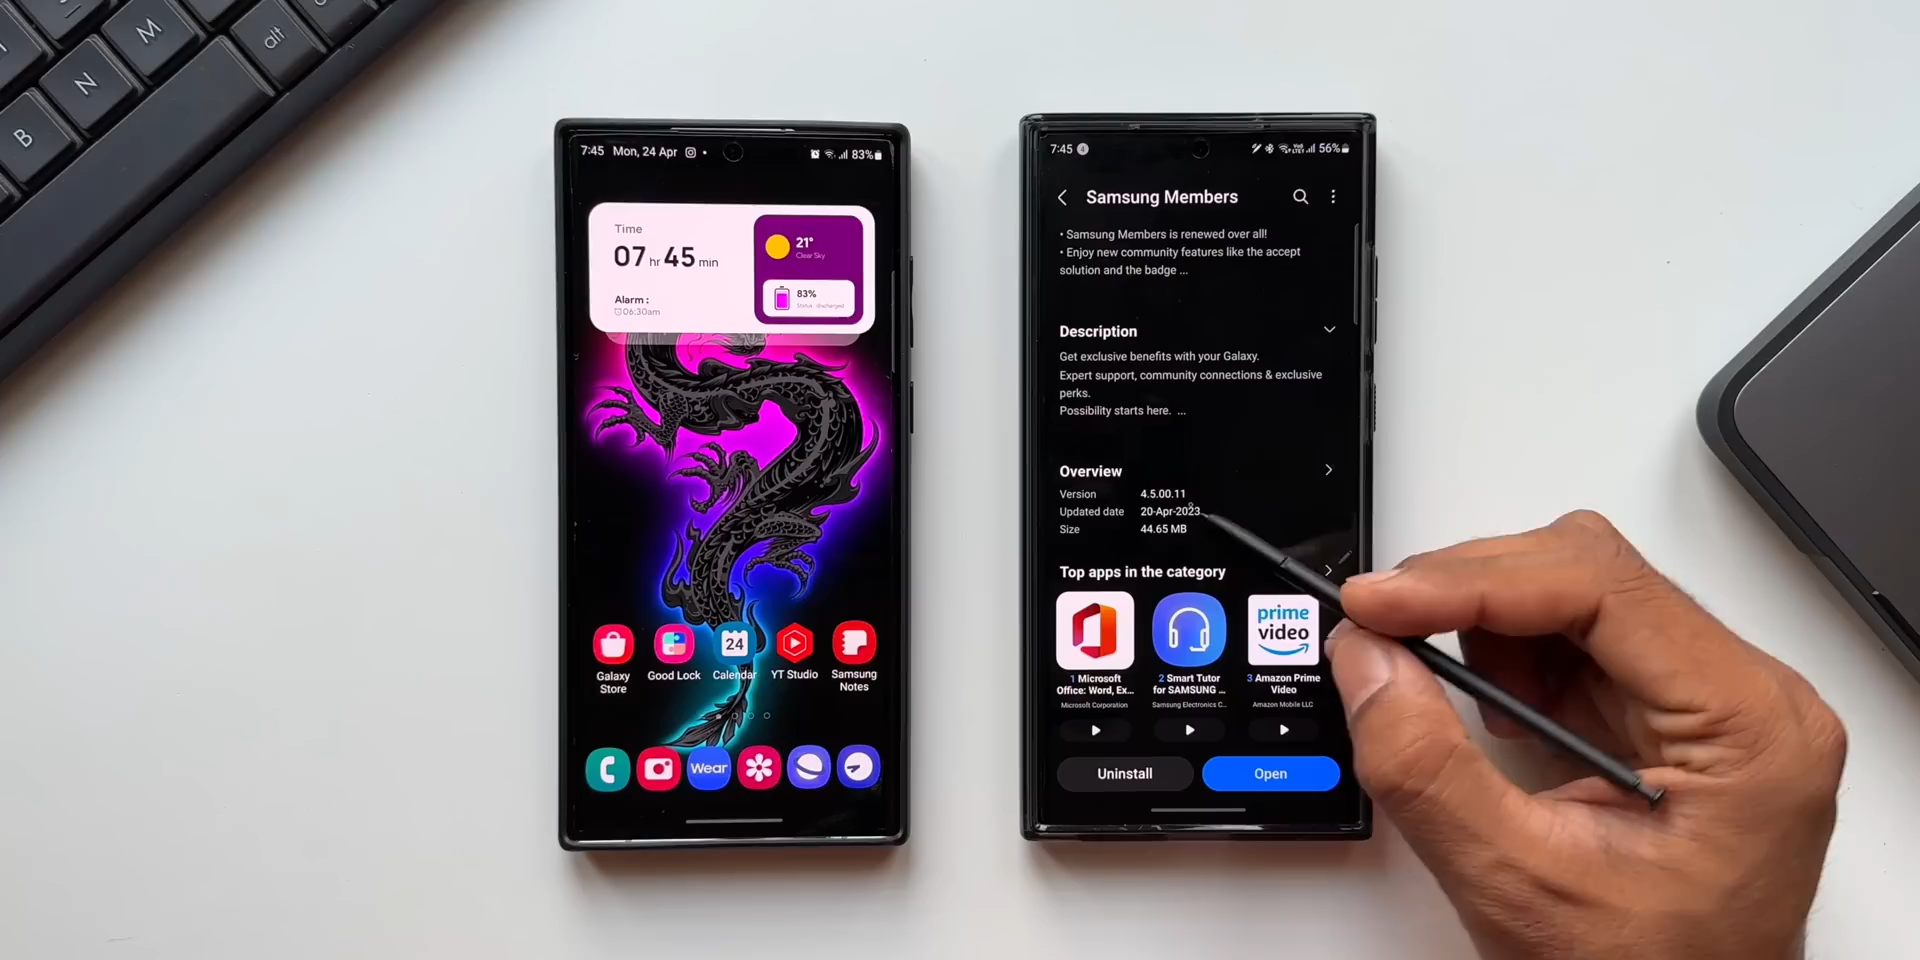 M
N
B
alt
7:45 Mon, 24 Apr
83%
Time
07 hr 45 min
Alarm :
06:30am
21°
Clear Sky
83%
Status : discharged
24
Galaxy
Store
Good Lock
Calendar
YT Studio
Samsung
Notes
Wear
7:45 4
56%
Samsung Members
• Samsung Members is renewed over all!
• Enjoy new community features like the accept
solution and the badge ...
Description
Get exclusive benefits with your Galaxy.
Expert support, community connections & exclusive
perks.
Possibility starts here. ...
Overview
Version 4.5.00.11
Updated date 20-Apr-2023
Size 44.65 MB
Top apps in the category
prime
video
1 Microsoft
Office: Word, Ex...
Microsoft Corporation
2 Smart Tutor
for SAMSUNG ...
Samsung Electronics C...
3 Amazon Prime
Video
Amazon Mobile LLC
Uninstall
Open